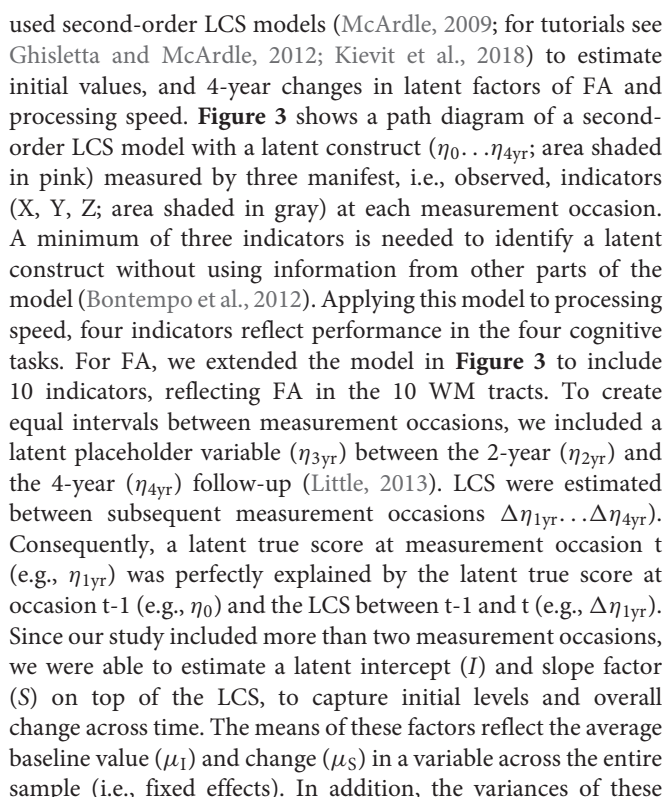 used second-order LCS models (McArdle, 2009; for tutorials see
Ghisletta and McArdle, 2012; Kievit et al., 2018) to estimate
initial values, and 4-year changes in latent factors of FA and
processing speed. Figure 3 shows a path diagram of a second-
order LCS model with a latent construct (η₀…η₄yr; area shaded
in pink) measured by three manifest, i.e., observed, indicators
(X, Y, Z; area shaded in gray) at each measurement occasion.
A minimum of three indicators is needed to identify a latent
construct without using information from other parts of the
model (Bontempo et al., 2012). Applying this model to processing
speed, four indicators reflect performance in the four cognitive
tasks. For FA, we extended the model in Figure 3 to include
10 indicators, reflecting FA in the 10 WM tracts. To create
equal intervals between measurement occasions, we included a
latent placeholder variable (η₃yr) between the 2-year (η₂yr) and
the 4-year (η₄yr) follow-up (Little, 2013). LCS were estimated
between subsequent measurement occasions Δη₁yr…Δη₄yr).
Consequently, a latent true score at measurement occasion t
(e.g., η₁yr) was perfectly explained by the latent true score at
occasion t-1 (e.g., η₀) and the LCS between t-1 and t (e.g., Δη₁yr).
Since our study included more than two measurement occasions,
we were able to estimate a latent intercept (I) and slope factor
(S) on top of the LCS, to capture initial levels and overall
change across time. The means of these factors reflect the average
baseline value (μI) and change (μS) in a variable across the entire
sample (i.e., fixed effects). In addition, the variances of these